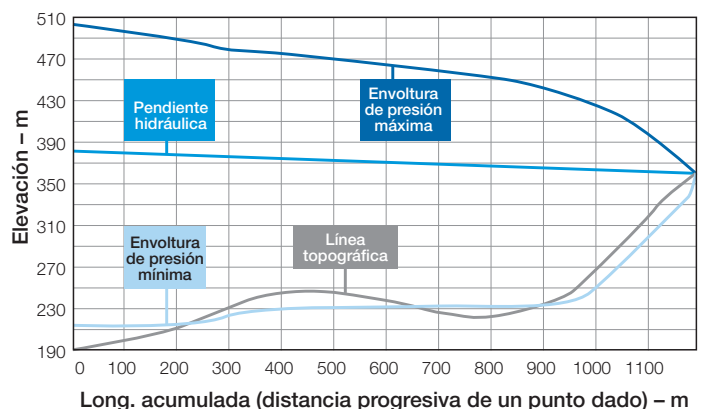 510
470
430
390
350
310
270
230
190
Elevación – m
Pendiente
hidráulica
Envoltura
de presión
máxima
Envoltura
de presión
mínima
Línea
topográfica
0 100 200 300 400 500 600 700 800 900 1000 1100
Long. acumulada (distancia progresiva de un punto dado) – m